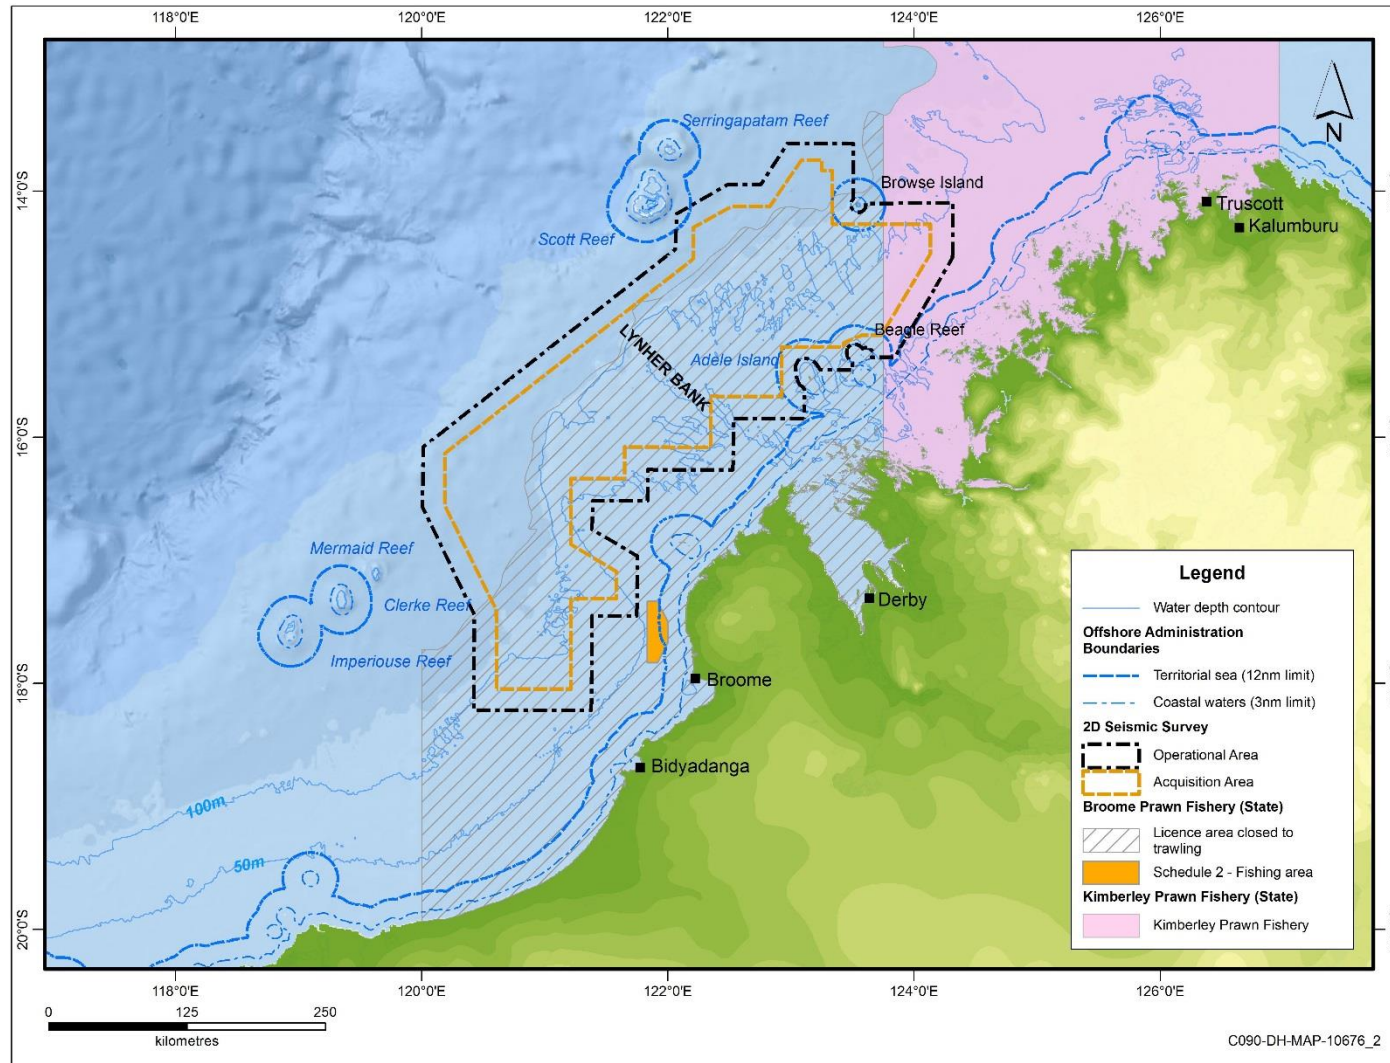 118°0'E 120°0'E 122°0'E 124°0'E 126°0'E
14°0'S
16°0'S
18°0'S
20°0'S
Serringapatam Reef
Browse Island
Scott Reef
Truscott
Kalumburu
Beagle Reef
Adele Island
LYNHER BANK
Mermaid Reef
Clerke Reef
Imperiouse Reef
Derby
Broome
Bidyadanga
100m
50m
N
Legend
Water depth contour
Offshore Administration
Boundaries
Territorial sea (12nm limit)
Coastal waters (3nm limit)
2D Seismic Survey
Operational Area
Acquisition Area
Broome Prawn Fishery (State)
Licence area closed to
trawling
Schedule 2 - Fishing area
Kimberley Prawn Fishery (State)
Kimberley Prawn Fishery
118°0'E 120°0'E 122°0'E 124°0'E 126°0'E
0 125 250
kilometres
C090-DH-MAP-10676_2